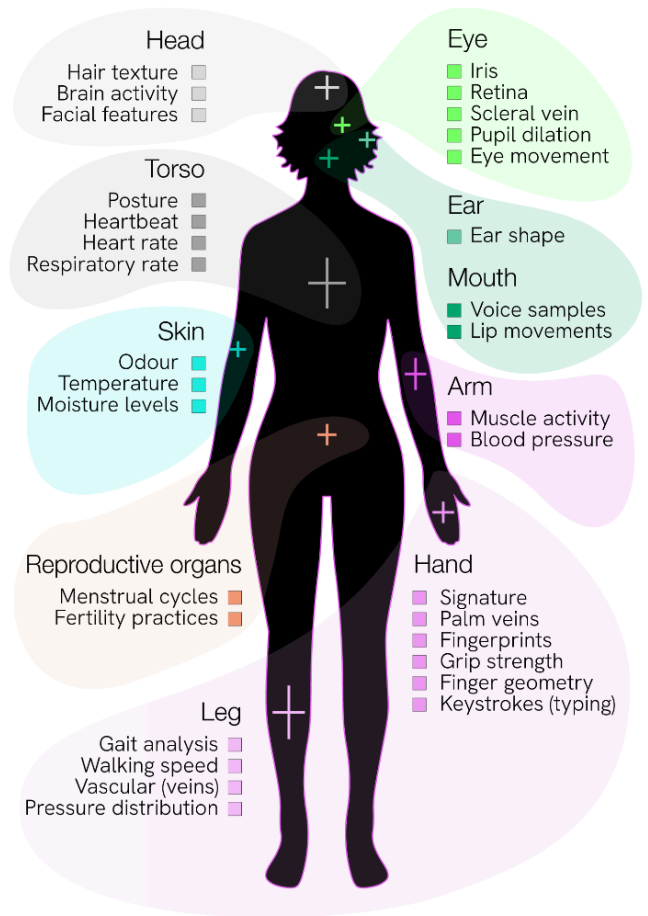 Head
Hair texture
Brain activity
Facial features
Torso
Posture
Heartbeat
Heart rate
Respiratory rate
Skin
Odour
Temperature
Moisture levels
Reproductive organs
Menstrual cycles
Fertility practices
Leg
Gait analysis
Walking speed
Vascular (veins)
Pressure distribution
Eye
Iris
Retina
Scleral vein
Pupil dilation
Eye movement
Ear
Ear shape
Mouth
Voice samples
Lip movements
Arm
Muscle activity
Blood pressure
Hand
Signature
Palm veins
Fingerprints
Grip strength
Finger geometry
Keystrokes (typing)